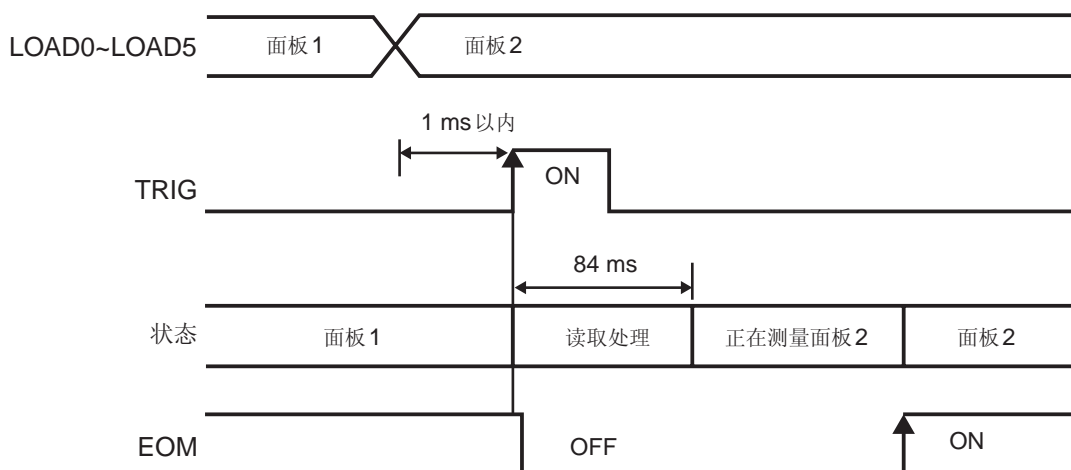 LOAD0~LOAD5 面板1 面板2
1 ms以内
TRIG ON
84 ms
状态 面板1 读取处理 正在测量面板2 面板2
EOM OFF ON